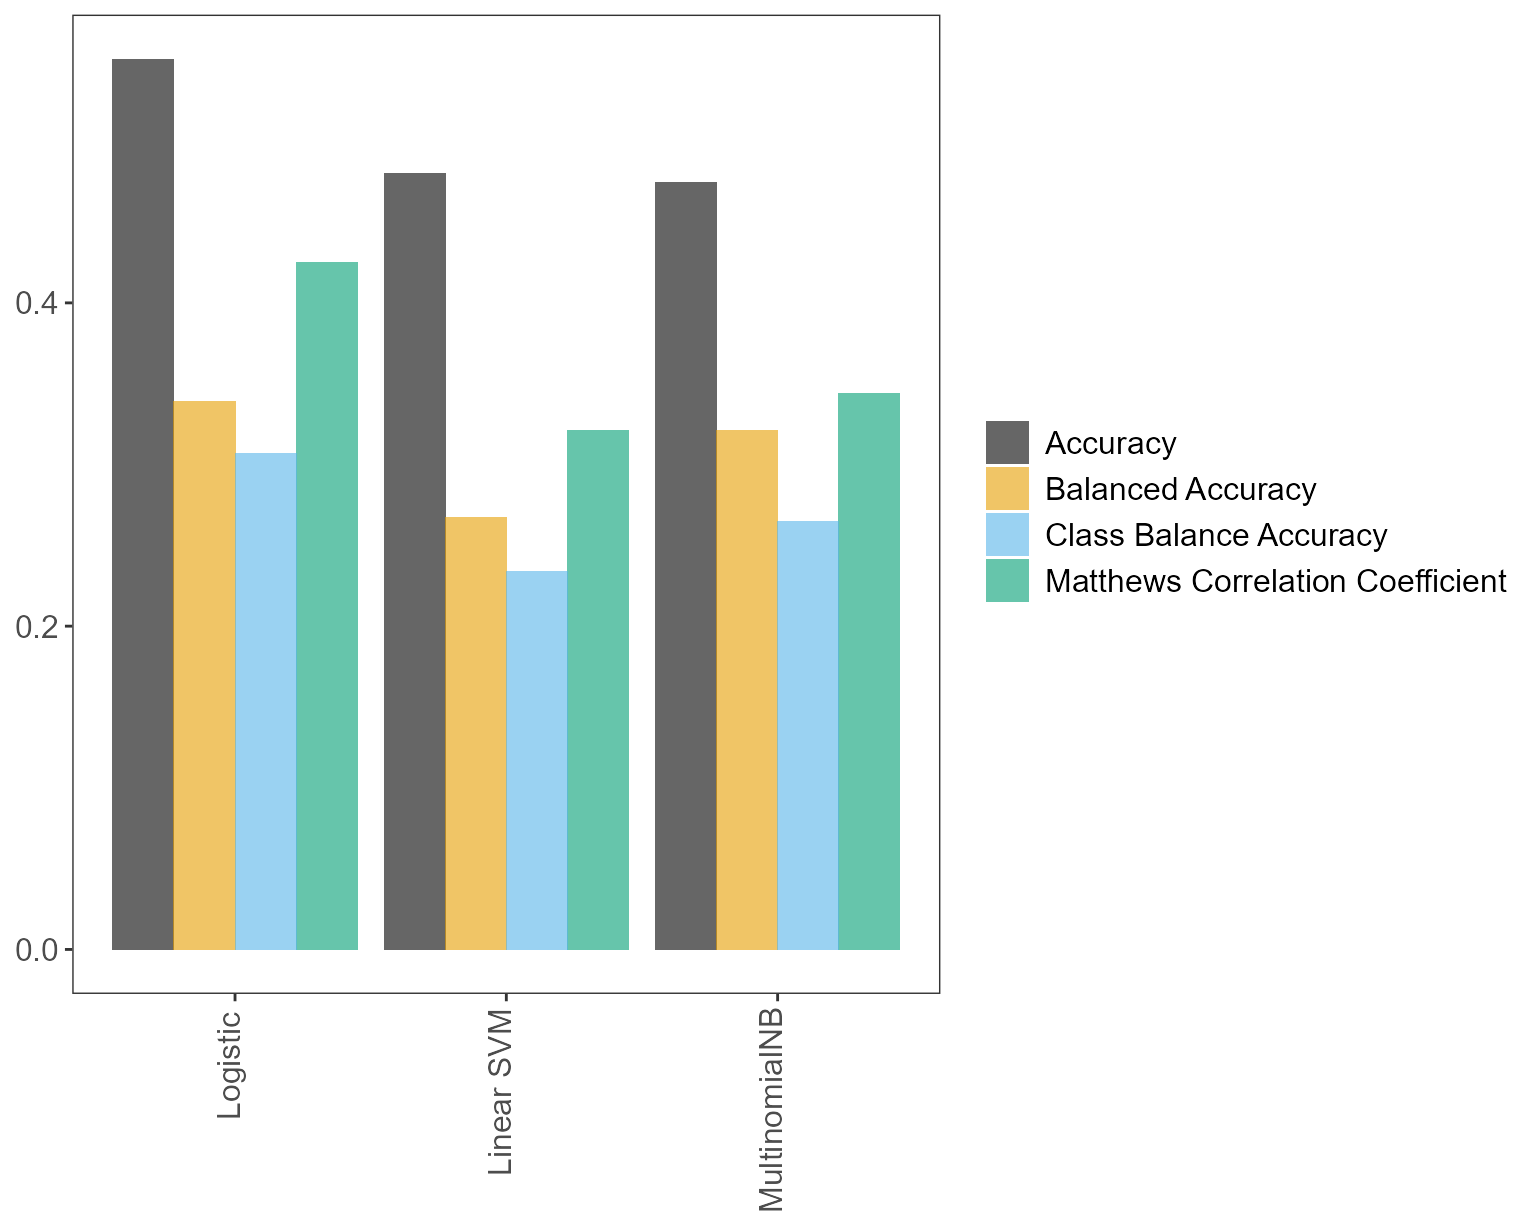 0.4
0.2
0.0
Logistic
Linear SVM
MultinomialNB
Accuracy
Balanced Accuracy
Class Balance Accuracy
Matthews Correlation Coefficient